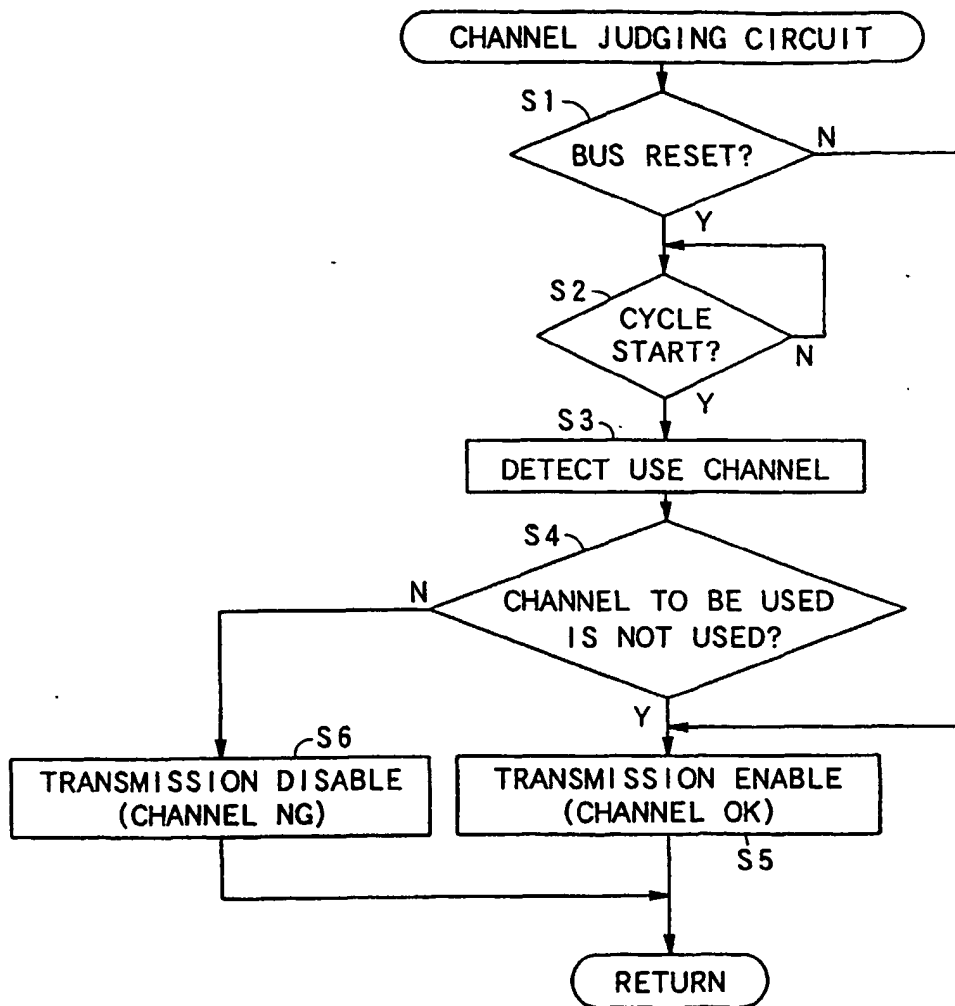 CHANNEL JUDGING CIRCUIT
S1
BUS RESET?
N
Y
S2
CYCLE
START?
N
Y
S3
DETECT USE CHANNEL
S4
N
CHANNEL TO BE USED
IS NOT USED?
Y
S6
TRANSMISSION DISABLE
(CHANNEL NG)
TRANSMISSION ENABLE
(CHANNEL OK)
S5
RETURN